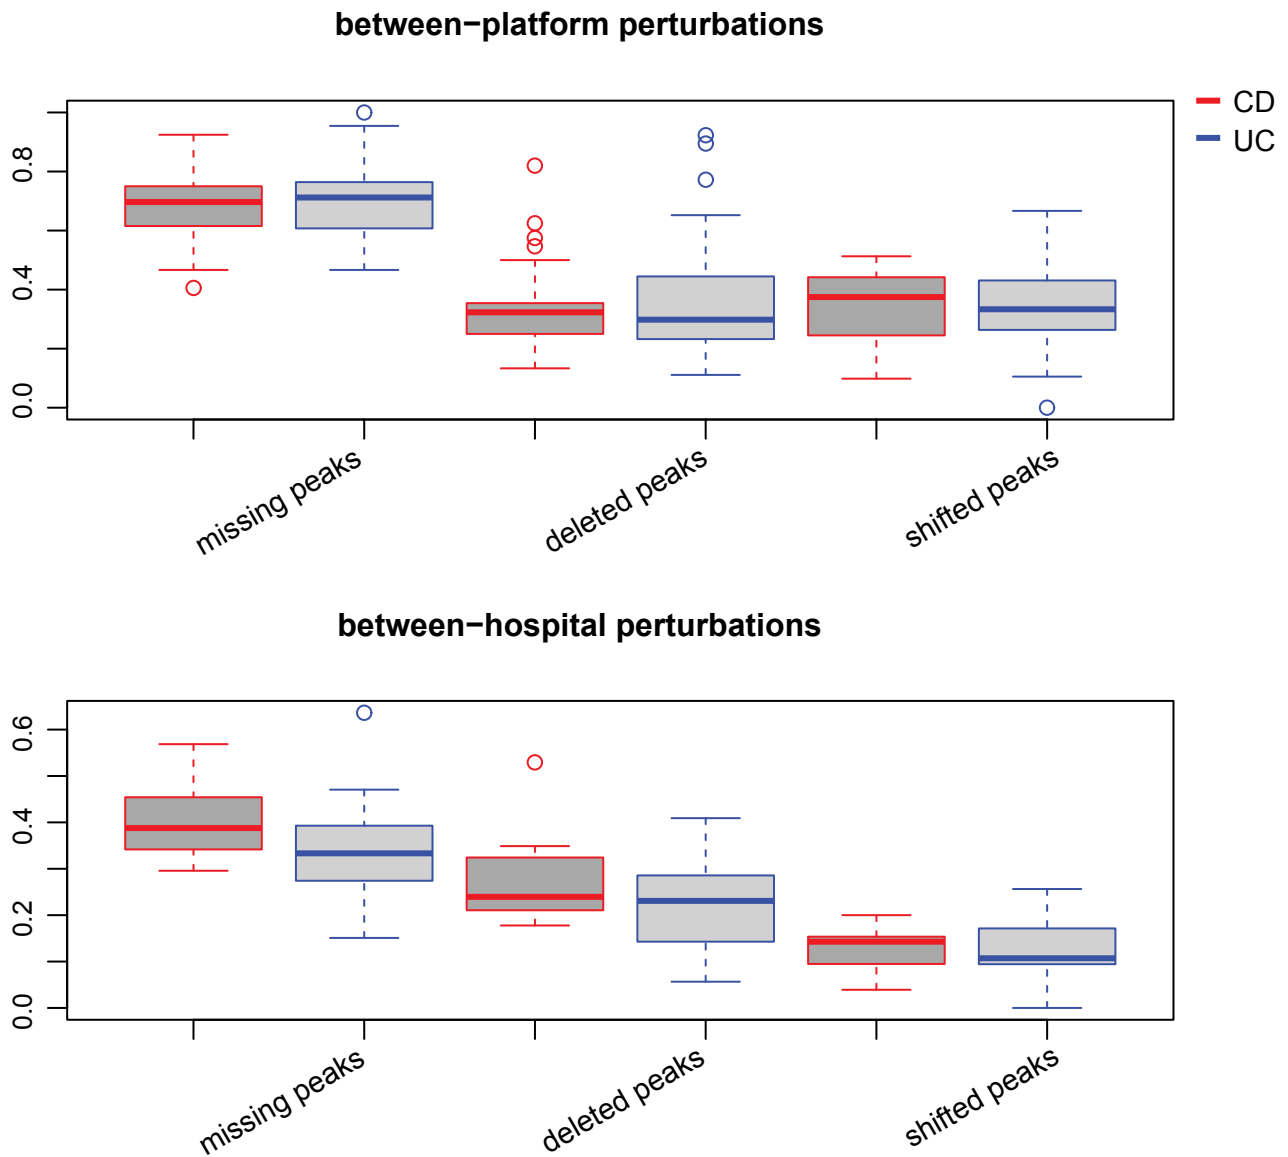 between−platform perturbations
CD
UC
0.8
0.4
0.0
missing peaks
deleted peaks
shifted peaks
between−hospital perturbations
0.6
0.4
0.2
0.0
missing peaks
deleted peaks
shifted peaks